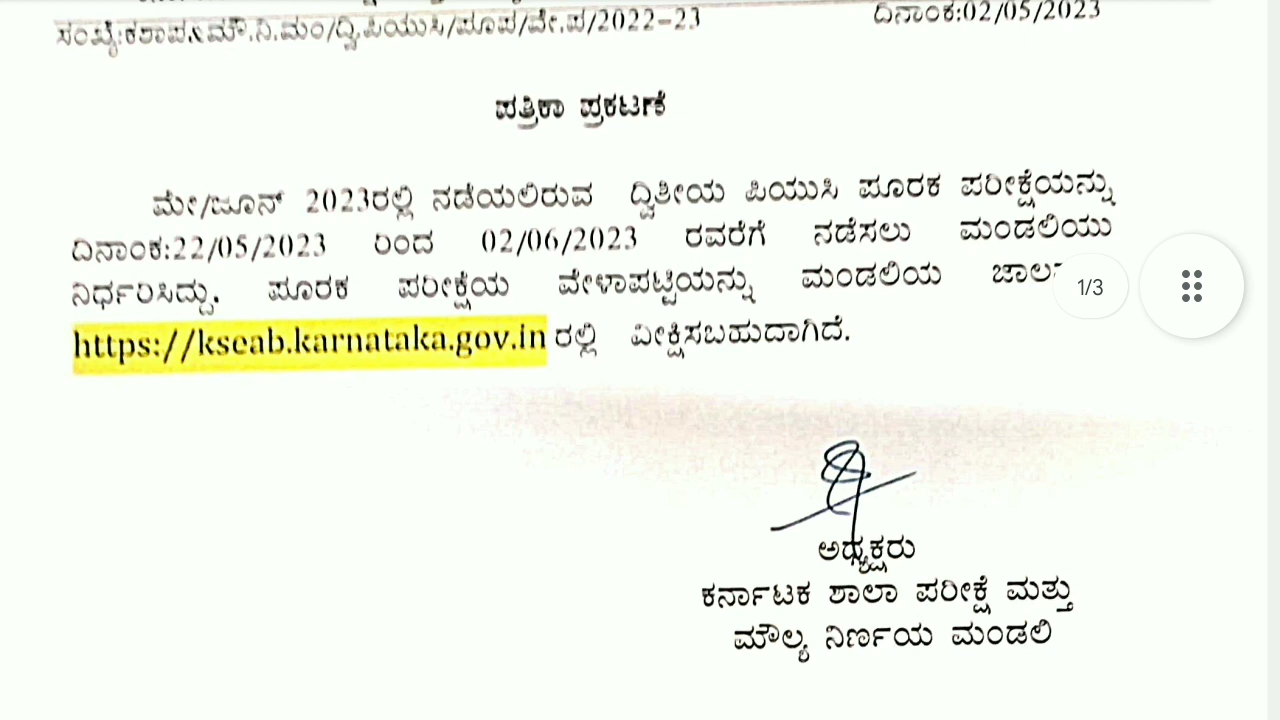 ಸಂಖ್ಯೆ:ಕಶಾಪ&ಮೌ.ನಿ.ಮಂ/ದ್ವಿ.ಪಿಯುಸಿ/ಪೂಪ/ವೇ.ಪ/2022-23 ದಿನಾಂಕ:02/05/2023
ಪತ್ರಿಕಾ ಪ್ರಕಟಣೆ
ಮೇ/ಜೂನ್ 2023ರಲ್ಲಿ ನಡೆಯಲಿರುವ ದ್ವಿತೀಯ ಪಿಯುಸಿ ಪೂರಕ ಪರೀಕ್ಷೆಯನ್ನು
ದಿನಾಂಕ:22/05/2023 ರಿಂದ 02/06/2023 ರವರೆಗೆ ನಡೆಸಲು ಮಂಡಲಿಯು
ನಿರ್ಧರಿಸಿದ್ದು. ಪೂರಕ ಪರೀಕ್ಷೆಯ ವೇಳಾಪಟ್ಟಿಯನ್ನು ಮಂಡಲಿಯ
1/3
https://kseab.karnataka.gov.in ರಲ್ಲಿ ವೀಕ್ಷಿಸಬಹುದಾಗಿದೆ.
ಅಧ್ಯಕ್ಷರು
ಕರ್ನಾಟಕ ಶಾಲಾ ಪರೀಕ್ಷೆ ಮತ್ತು
ಮೌಲ್ಯ ನಿರ್ಣಯ ಮಂಡಲಿ